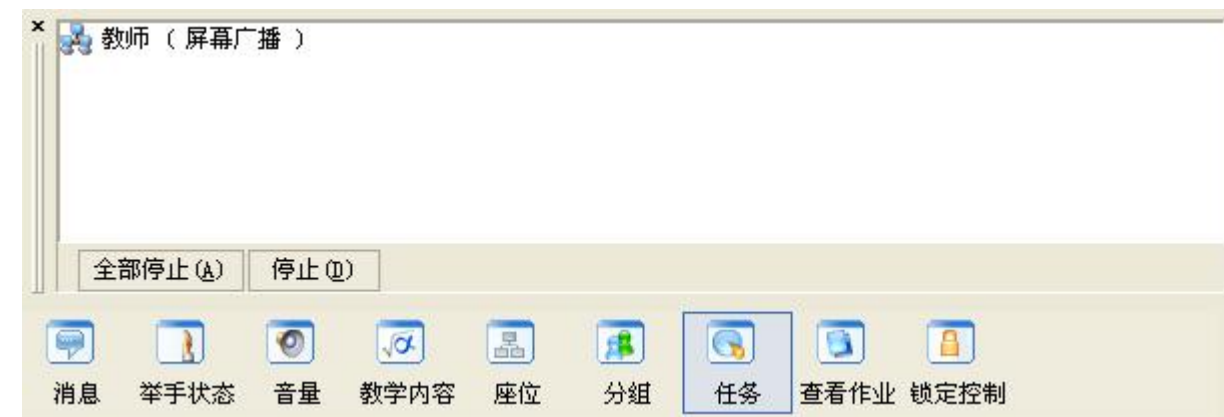 教师（屏幕广播）
全部停止(A) 停止(D)
消息 举手状态 音量 教学内容 座位 分组 任务 查看作业 锁定控制